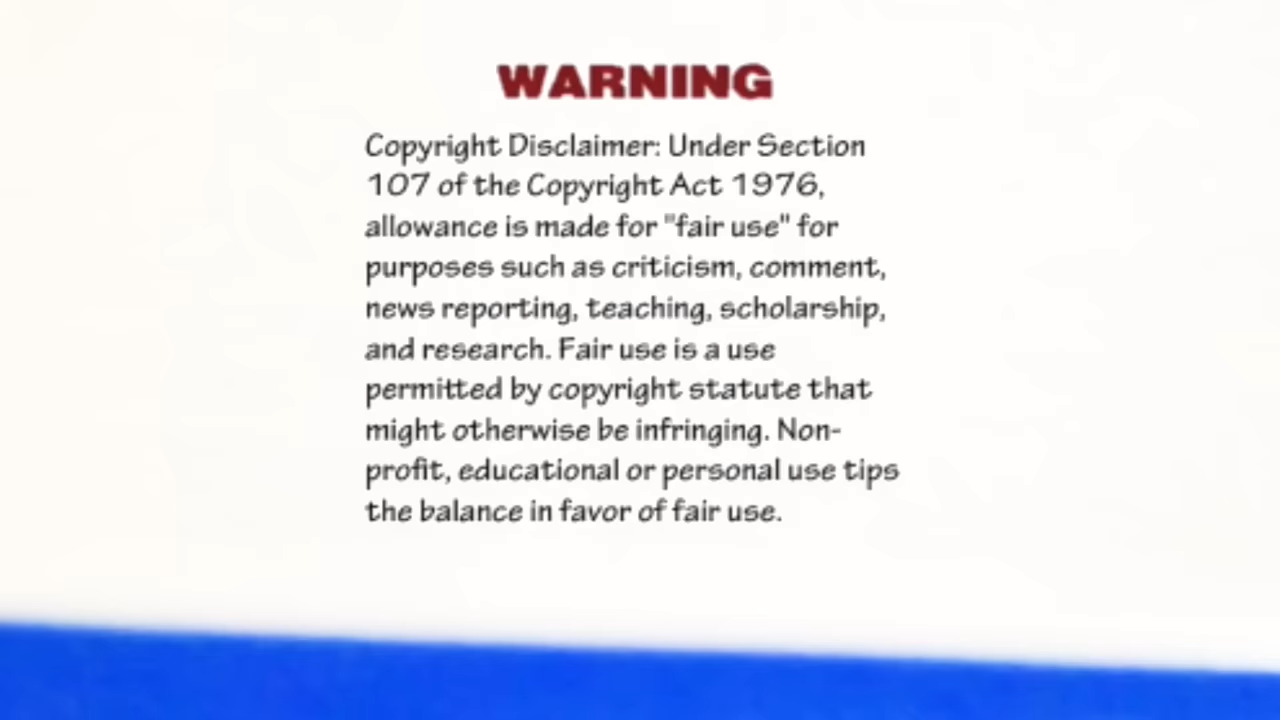 WARNING
Copyright Disclaimer: Under Section
107 of the Copyright Act 1976,
allowance is made for "fair use" for
purposes such as criticism, comment,
news reporting, teaching, scholarship,
and research. Fair use is a use
permitted by copyright statute that
might otherwise be infringing. Non-
profit, educational or personal use tips
the balance in favor of fair use.